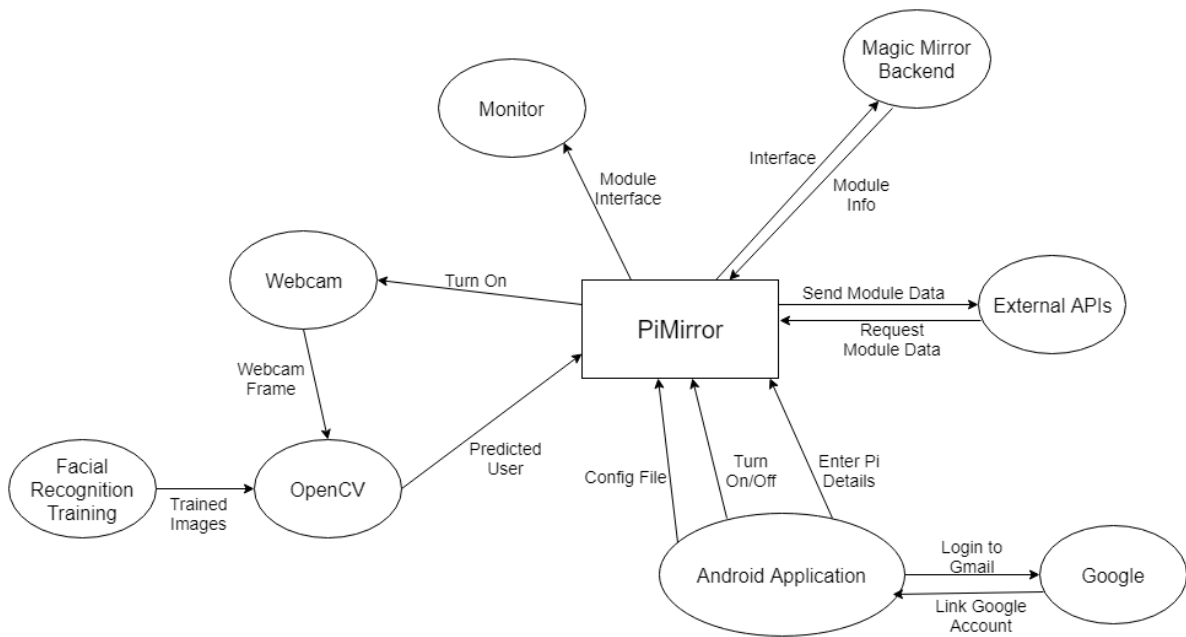 Magic Mirror
Backend
Monitor
Interface
Module
Info
Module
Interface
Webcam
Turn On
PiMirror
Send Module Data
Request
Module Data
External APIs
Webcam
Frame
Predicted
User
Config File
Turn
On/Off
Enter Pi
Details
Facial
Recognition
Training
Trained
Images
OpenCV
Android Application
Login to
Gmail
Link Google
Account
Google